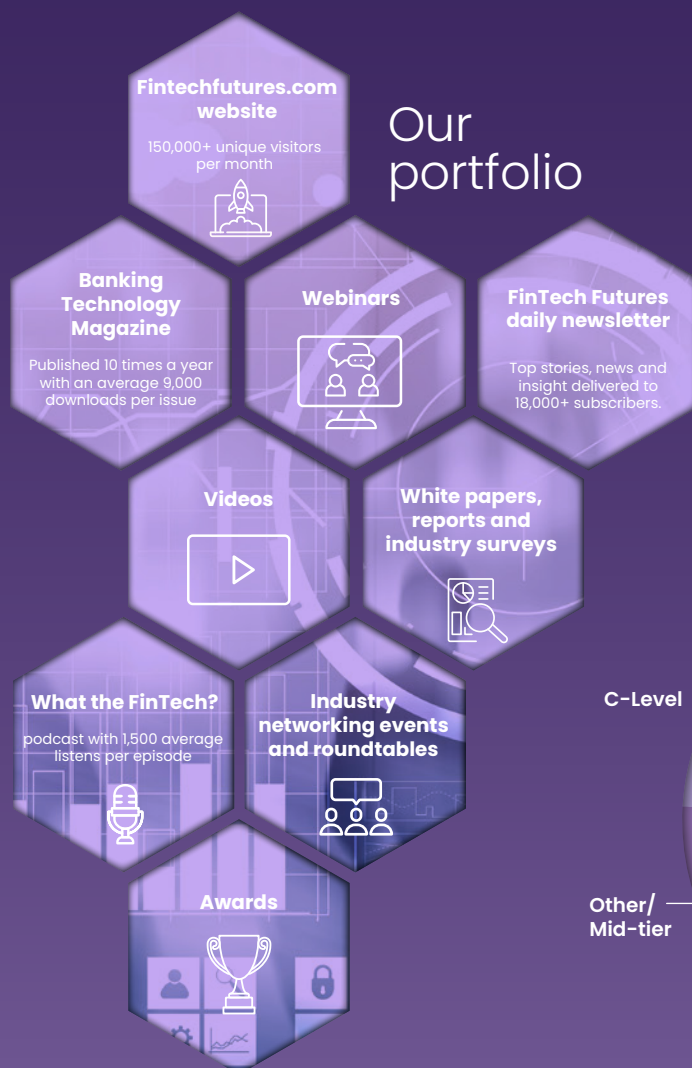 Fintechfutures.com
website
150,000+ unique visitors
per month
Our
portfolio
Banking
Technology
Magazine
Published 10 times a year
with an average 9,000
downloads per issue
Webinars
FinTech Futures
daily newsletter
Top stories, news and
insight delivered to
18,000+ subscribers.
Videos
White papers,
reports and
industry surveys
What the FinTech?
podcast with 1,500 average
listens per episode
Industry
networking events
and roundtables
C-Level
Awards
Other/
Mid-tier